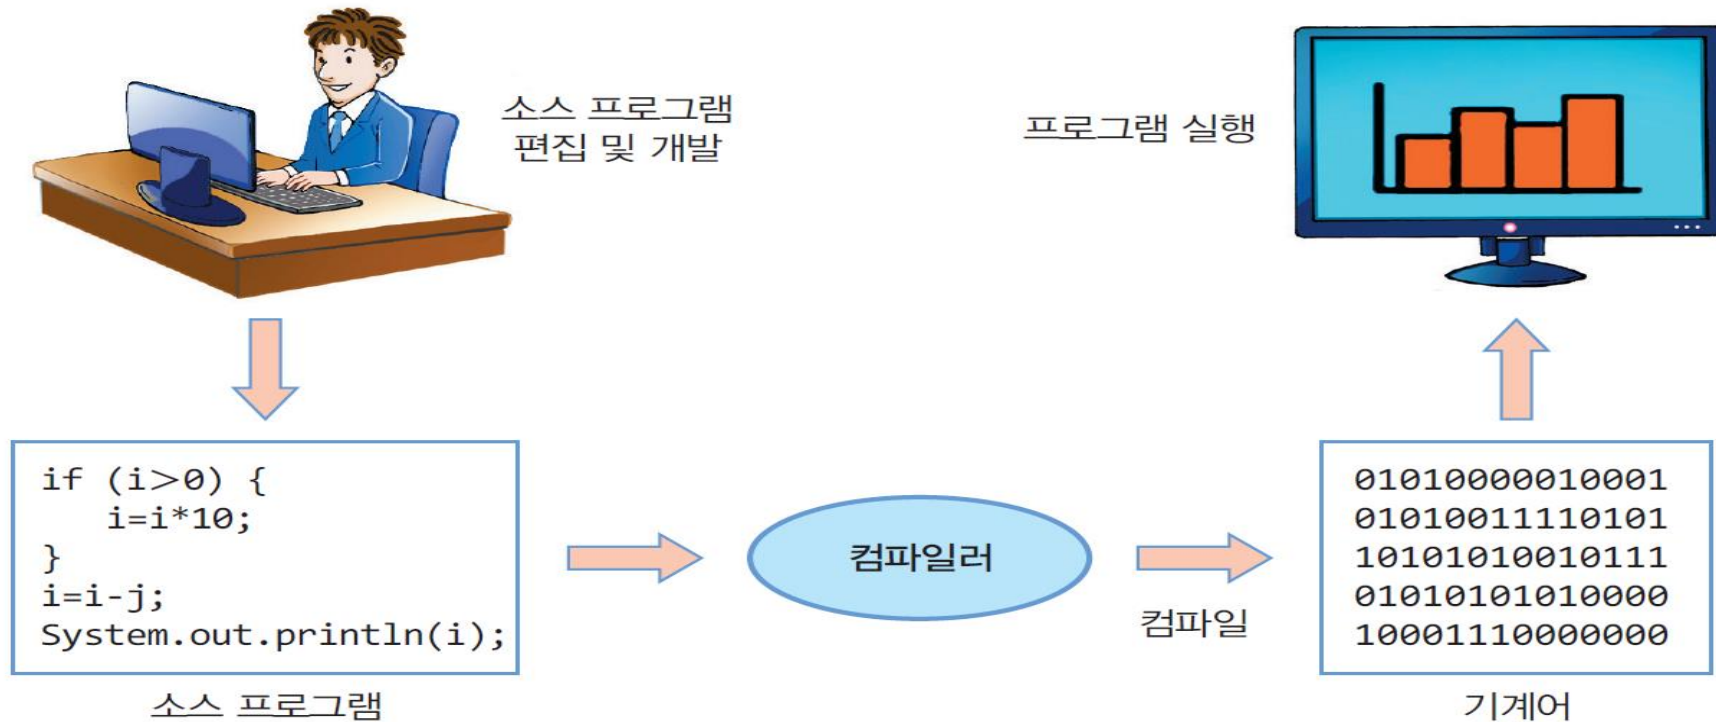 소스 프로그램
편집 및 개발
프로그램 실행
if (i>0) {
   i=i*10;
}
i=i-j;
System.out.println(i);
소스 프로그램
컴파일러
컴파일
01010000010001
01010011110101
10101010010111
01010101010000
10001110000000
기계어